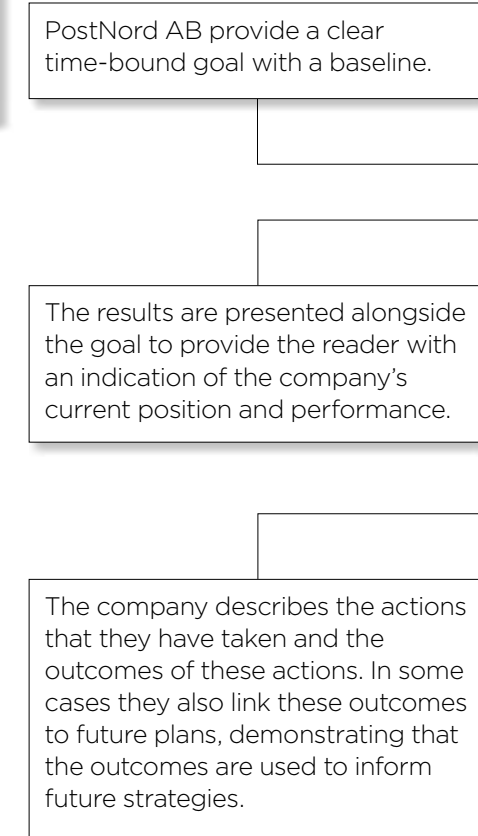 PostNord AB provide a clear
time-bound goal with a baseline.
The results are presented alongside
the goal to provide the reader with
an indication of the company's
current position and performance.
The company describes the actions
that they have taken and the
outcomes of these actions. In some
cases they also link these outcomes
to future plans, demonstrating that
the outcomes are used to inform
future strategies.